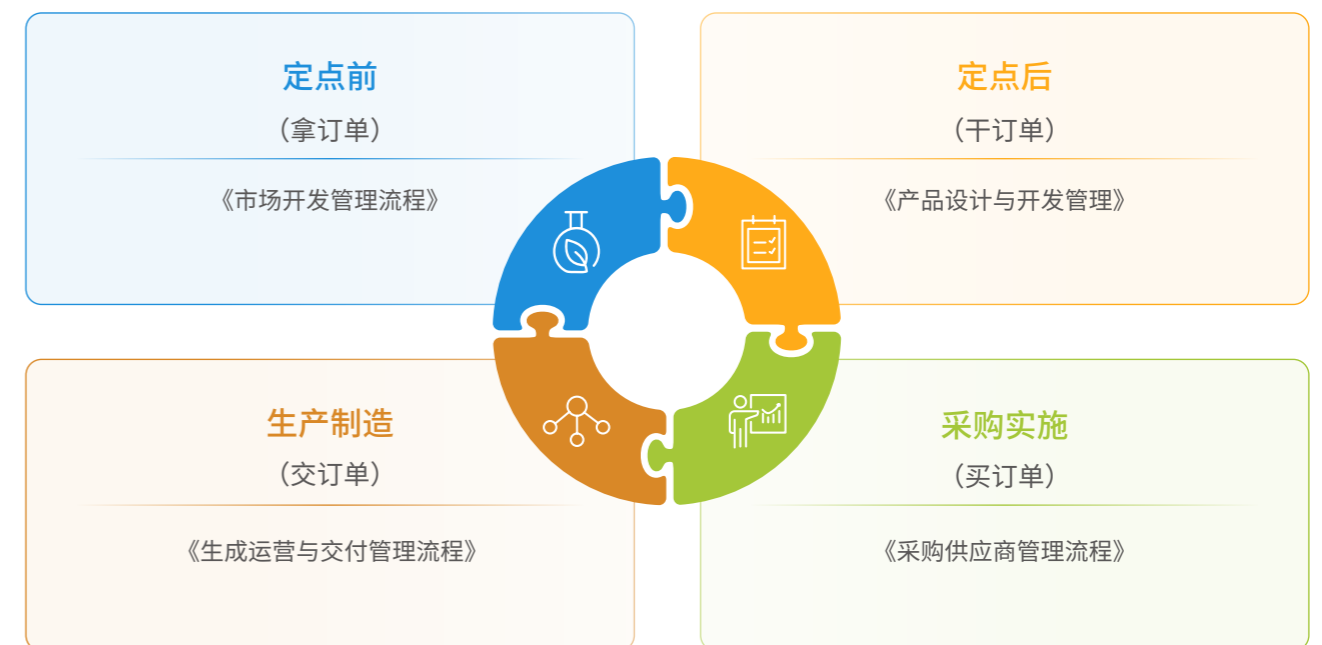 定点前
（拿订单）
《市场开发管理流程》
定点后
（干订单）
《产品设计与开发管理》
生产制造
（交订单）
《生成运营与交付管理流程》
采购实施
（买订单）
《采购供应商管理流程》